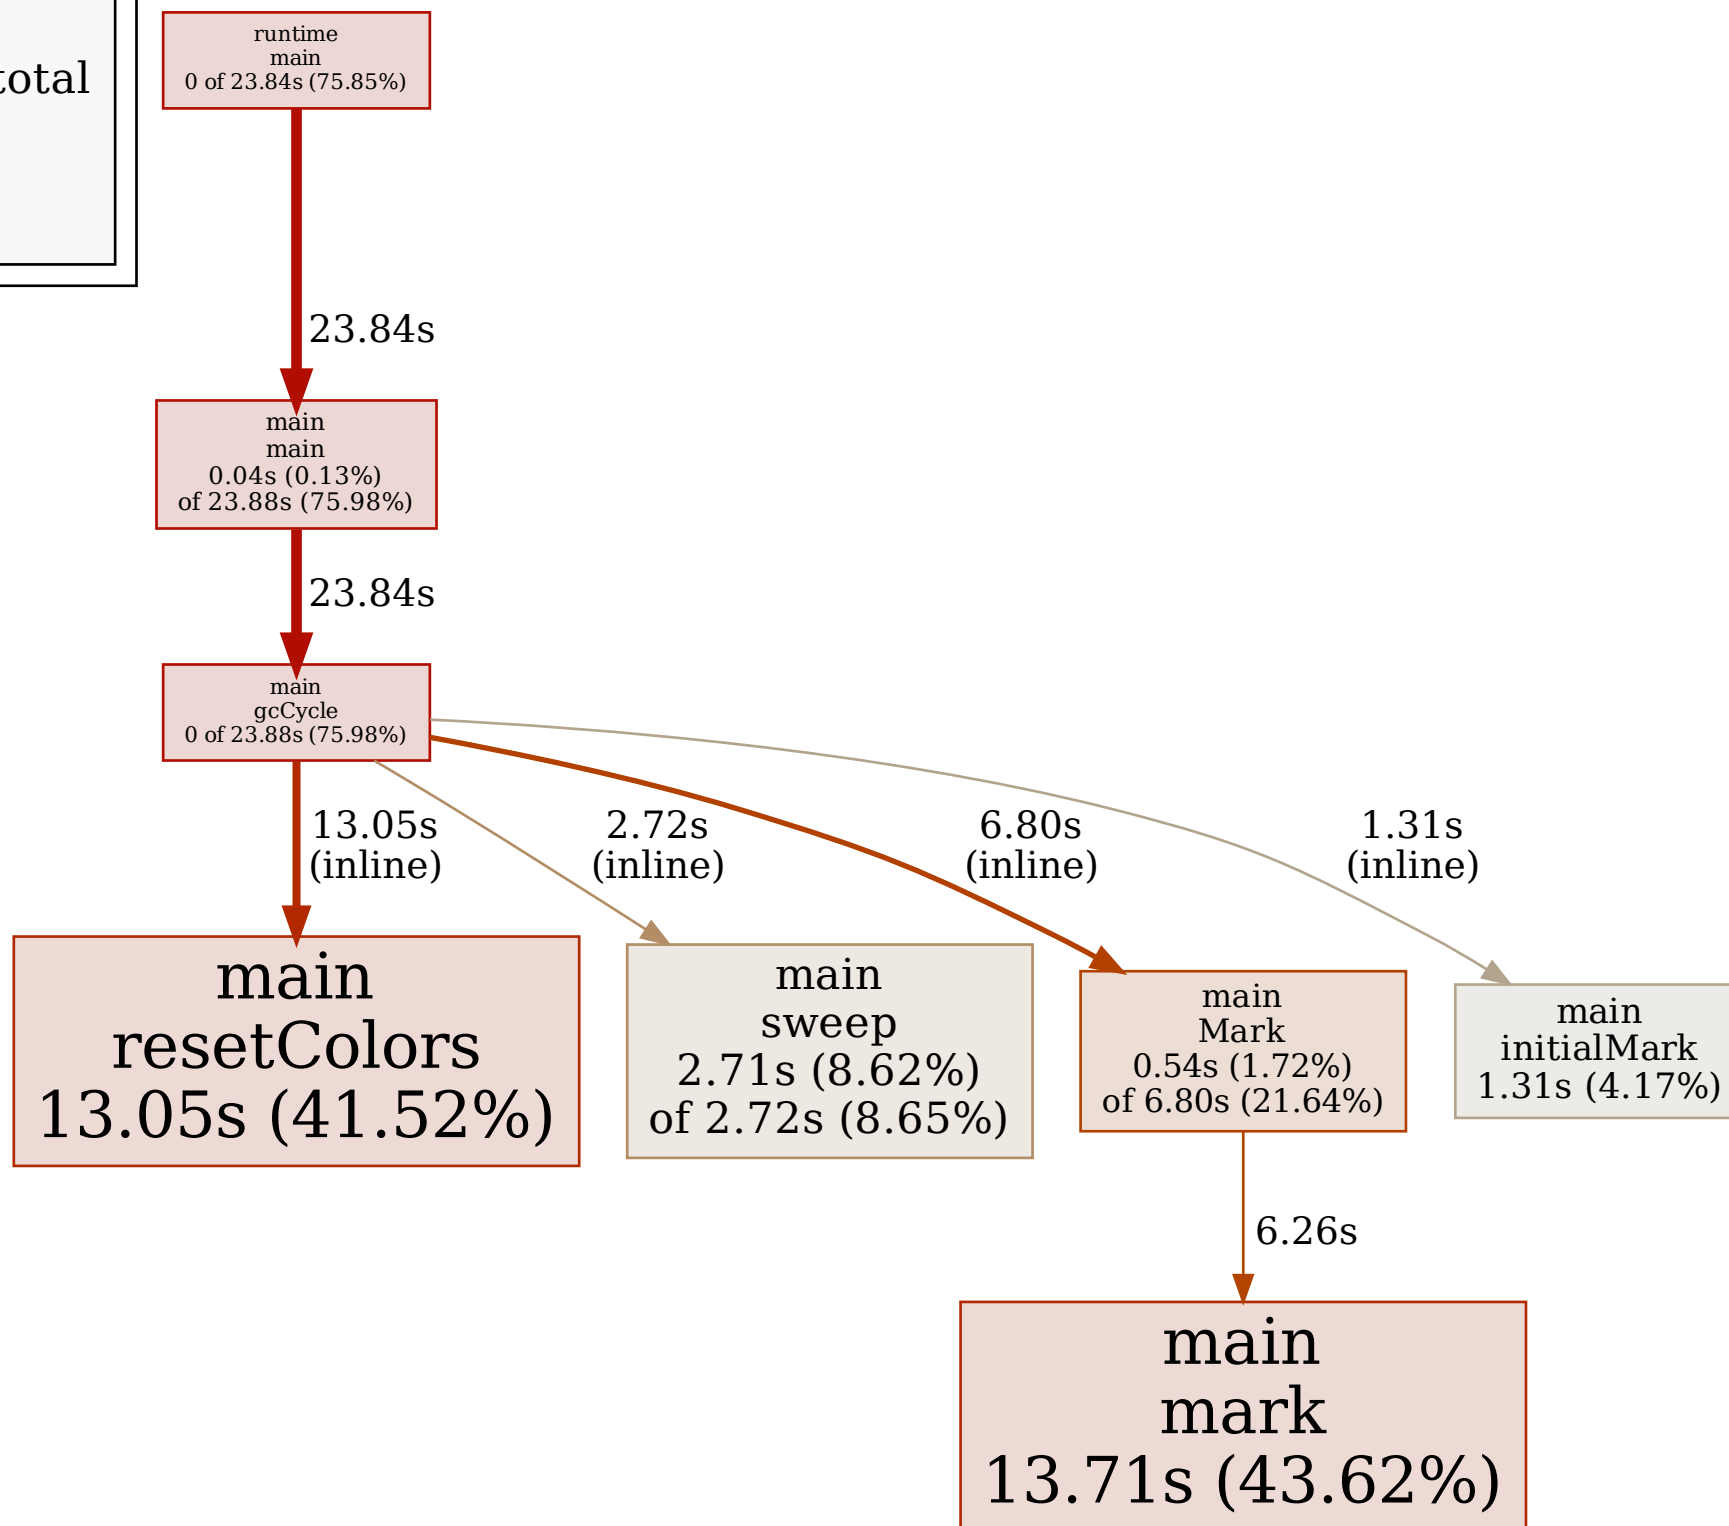 total
runtime
main
0 of 23.84s (75.85%)
23.84s
main
main
0.04s (0.13%)
of 23.88s (75.98%)
23.84s
main
gcCycle
0 of 23.88s (75.98%)
13.05s
(inline)
2.72s
(inline)
6.80s
(inline)
1.31s
(inline)
main
resetColors
13.05s (41.52%)
main
sweep
2.71s (8.62%)
of 2.72s (8.65%)
main
Mark
0.54s (1.72%)
of 6.80s (21.64%)
main
initialMark
1.31s (4.17%)
6.26s
main
mark
13.71s (43.62%)